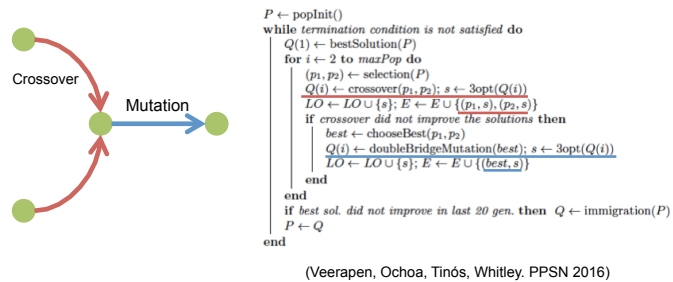 Crossover
Mutation
P ← popInit()
while termination condition is not satisfied do
Q(1) ← bestSolution(P)
for i ← 2 to maxPop do
(p₁, p₂) ← selection(P)
Q(i) ← crossover(p₁, p₂); s ← 3opt(Q(i))
LO ← LO ∪ {s}; E ← E ∪ {(p₁, s), (p₂, s)}
if crossover did not improve the solutions then
best ← chooseBest(p₁, p₂)
Q(i) ← doubleBridgeMutation(best); s ← 3opt(Q(i))
LO ← LO ∪ {s}; E ← E ∪ {(best, s)}
end
end
if best sol. did not improve in last 20 gen. then Q ← immigration(P)
P ← Q
end
(Veerapen, Ochoa, Tinós, Whitley. PPSN 2016)